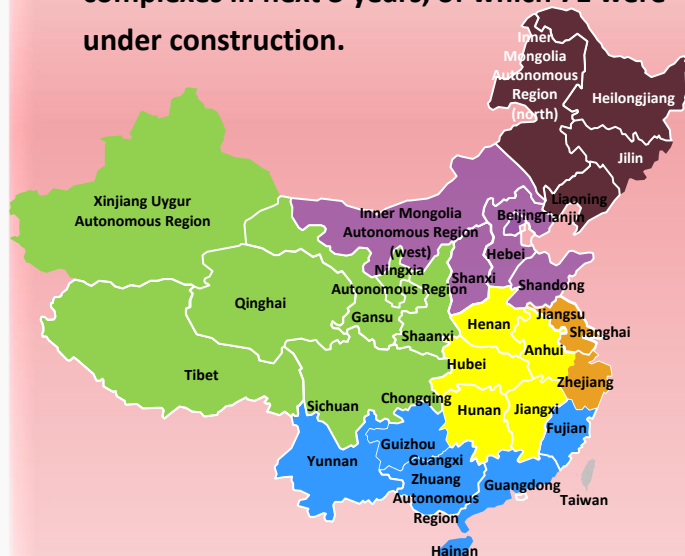 complexes in next 5 years, of which 71 were
under construction.
Inner
Mongolia
Autonomous
Region
(north)
Heilongjiang
Jilin
Liaoning
Xinjiang Uygur
Autonomous Region
Inner Mongolia
Autonomous Region
(west)
Beijing
Tianjin
Hebei
Ningxia
Autonomous Region
Shanxi
Shandong
Qinghai
Gansu
Shaanxi
Henan
Jiangsu
Shanghai
Anhui
Hubei
Tibet
Zhejiang
Sichuan
Chongqing
Hunan
Jiangxi
Fujian
Guizhou
Yunnan
Guangxi
Zhuang
Autonomous
Region
Guangdong
Taiwan
Hainan